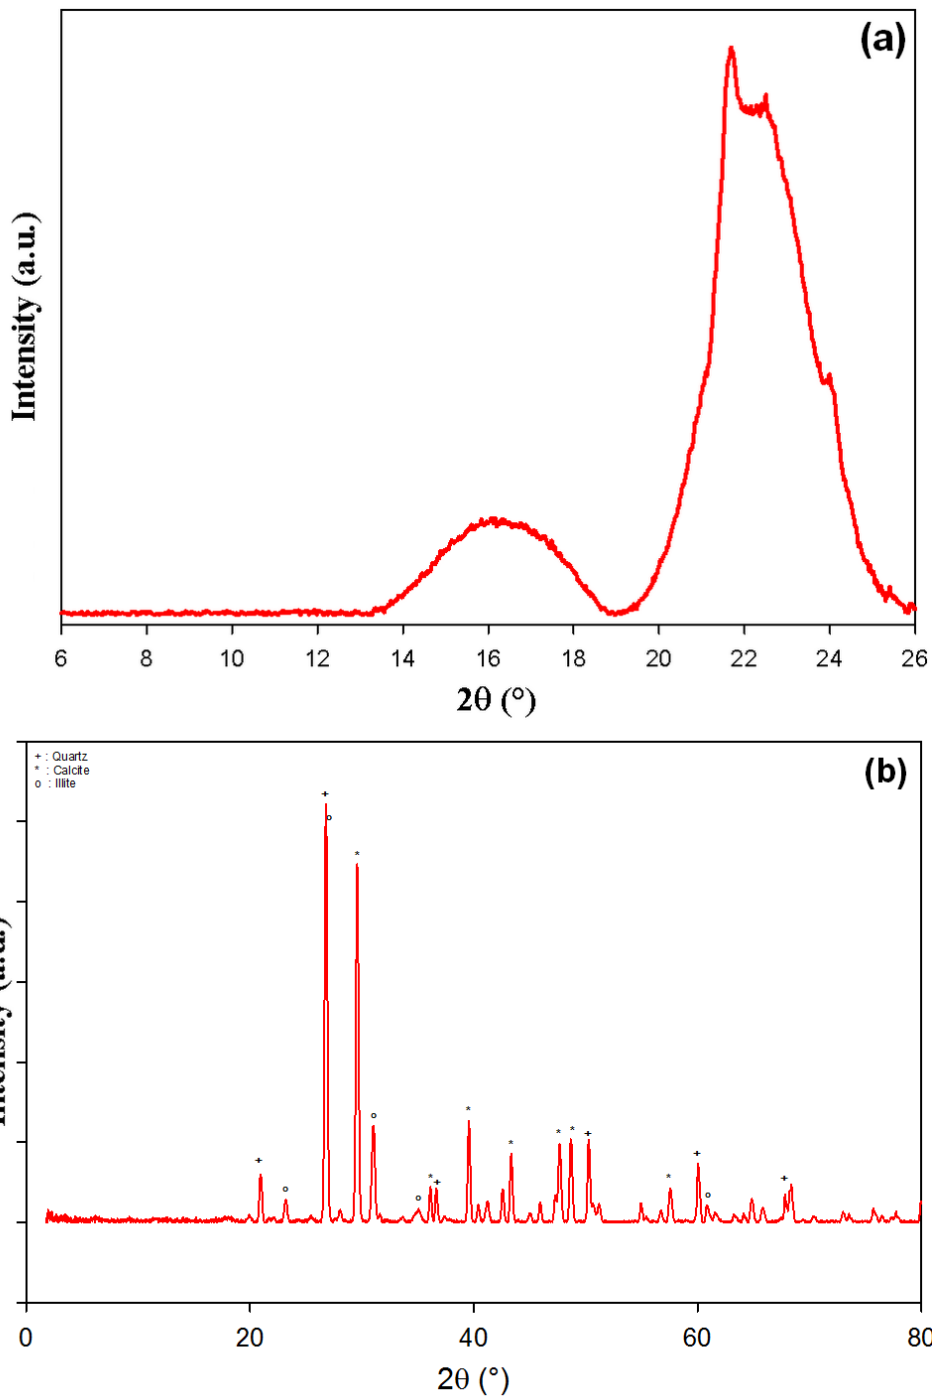 (a)
Intensity (a.u.)
6 8 10 12 14 16 18 20 22 24 26
2θ (°)
(b)
+ : Quartz
* : Calcite
o : Illite
+
o
*
o
+
o
o
*
+
*
*
*
*
+
*
+
o
+
Intensity (a.u.)
0 20 40 60 80
2θ (°)